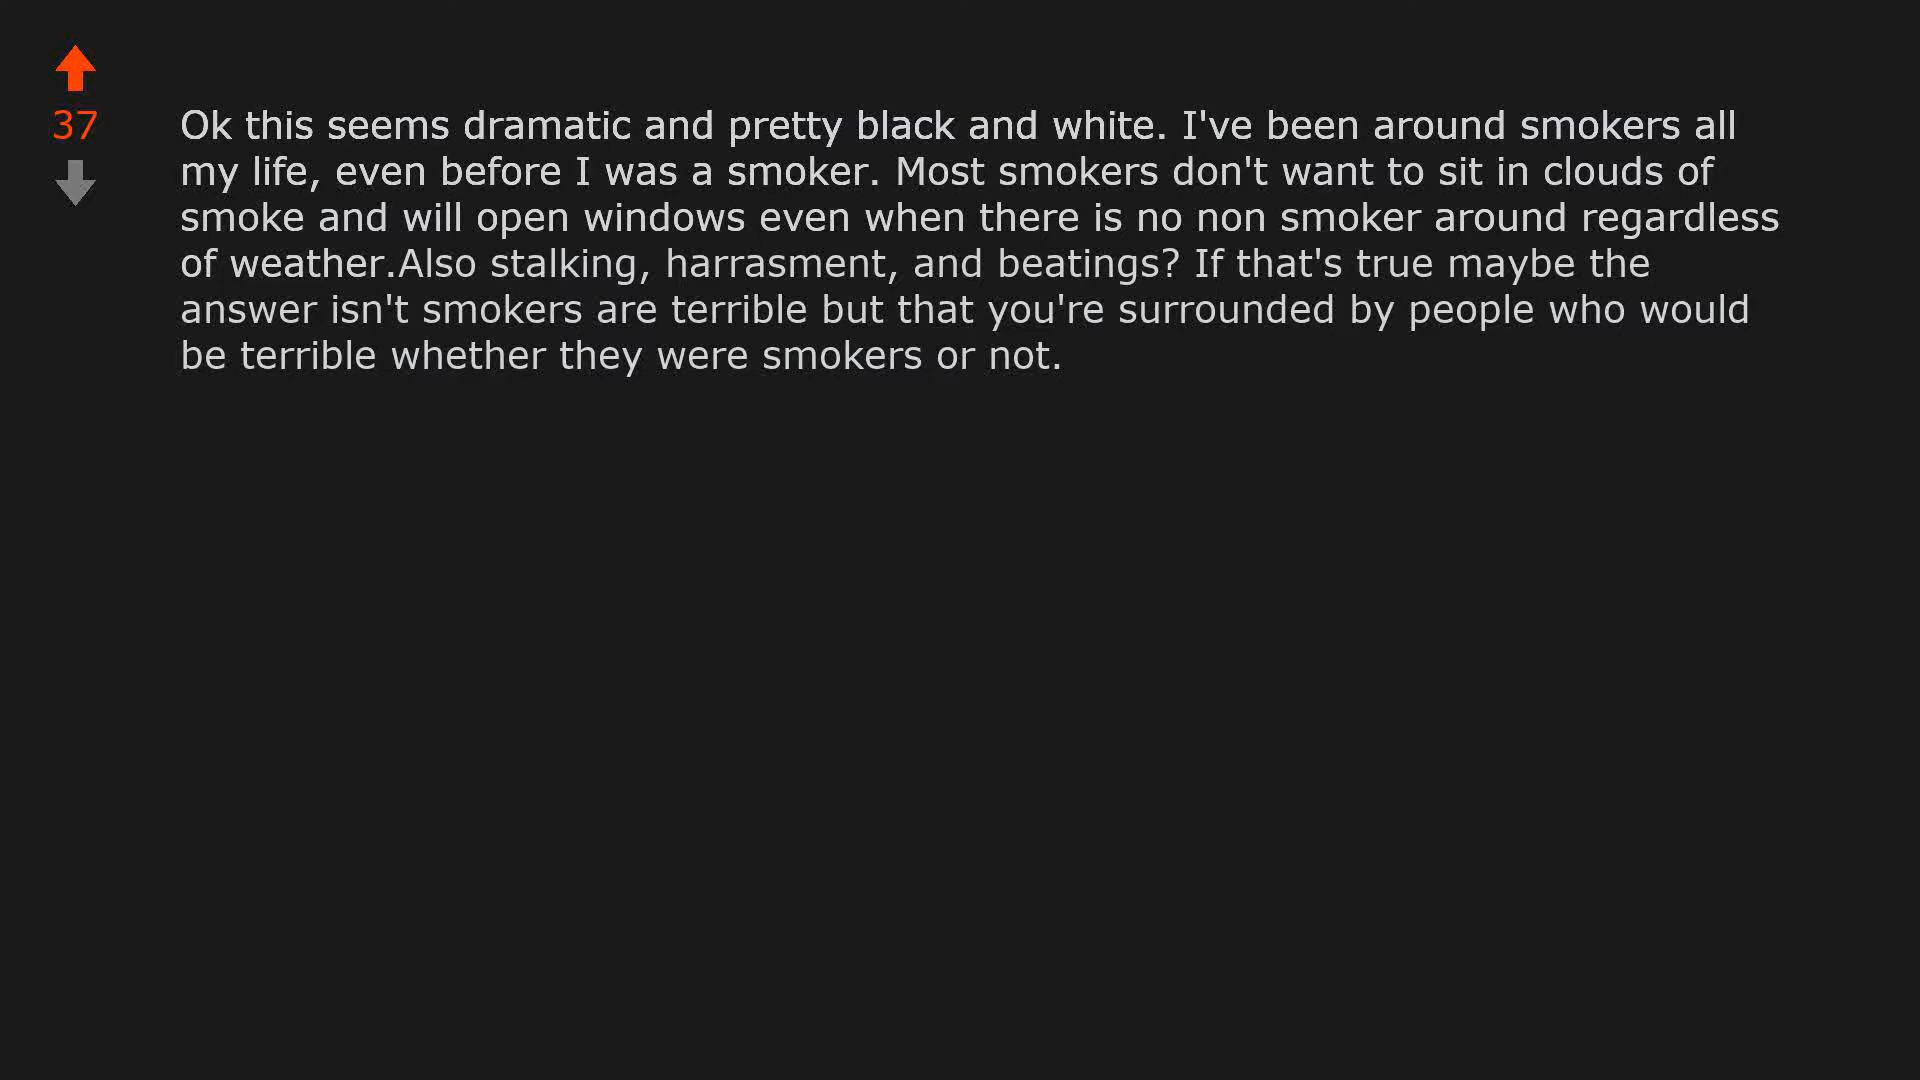 37
Ok this seems dramatic and pretty black and white. I've been around smokers all
my life, even before I was a smoker. Most smokers don't want to sit in clouds of
smoke and will open windows even when there is no non smoker around regardless
of weather.Also stalking, harrasment, and beatings? If that's true maybe the
answer isn't smokers are terrible but that you're surrounded by people who would
be terrible whether they were smokers or not.